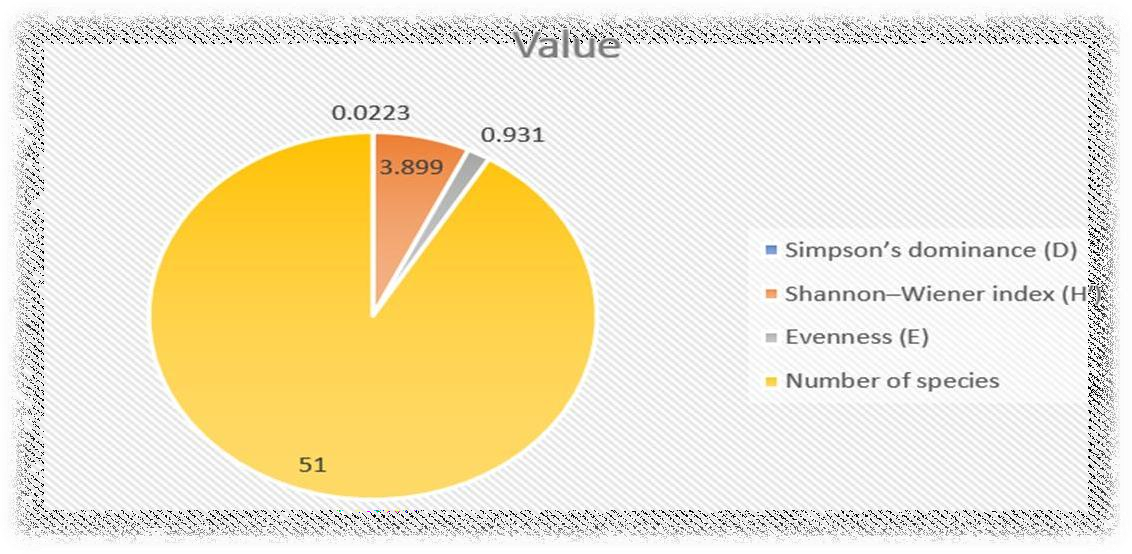 Value
0.0223
0.931
3.899
51
Simpson’s dominance (D)
Shannon–Wiener index (H')
Evenness (E)
Number of species